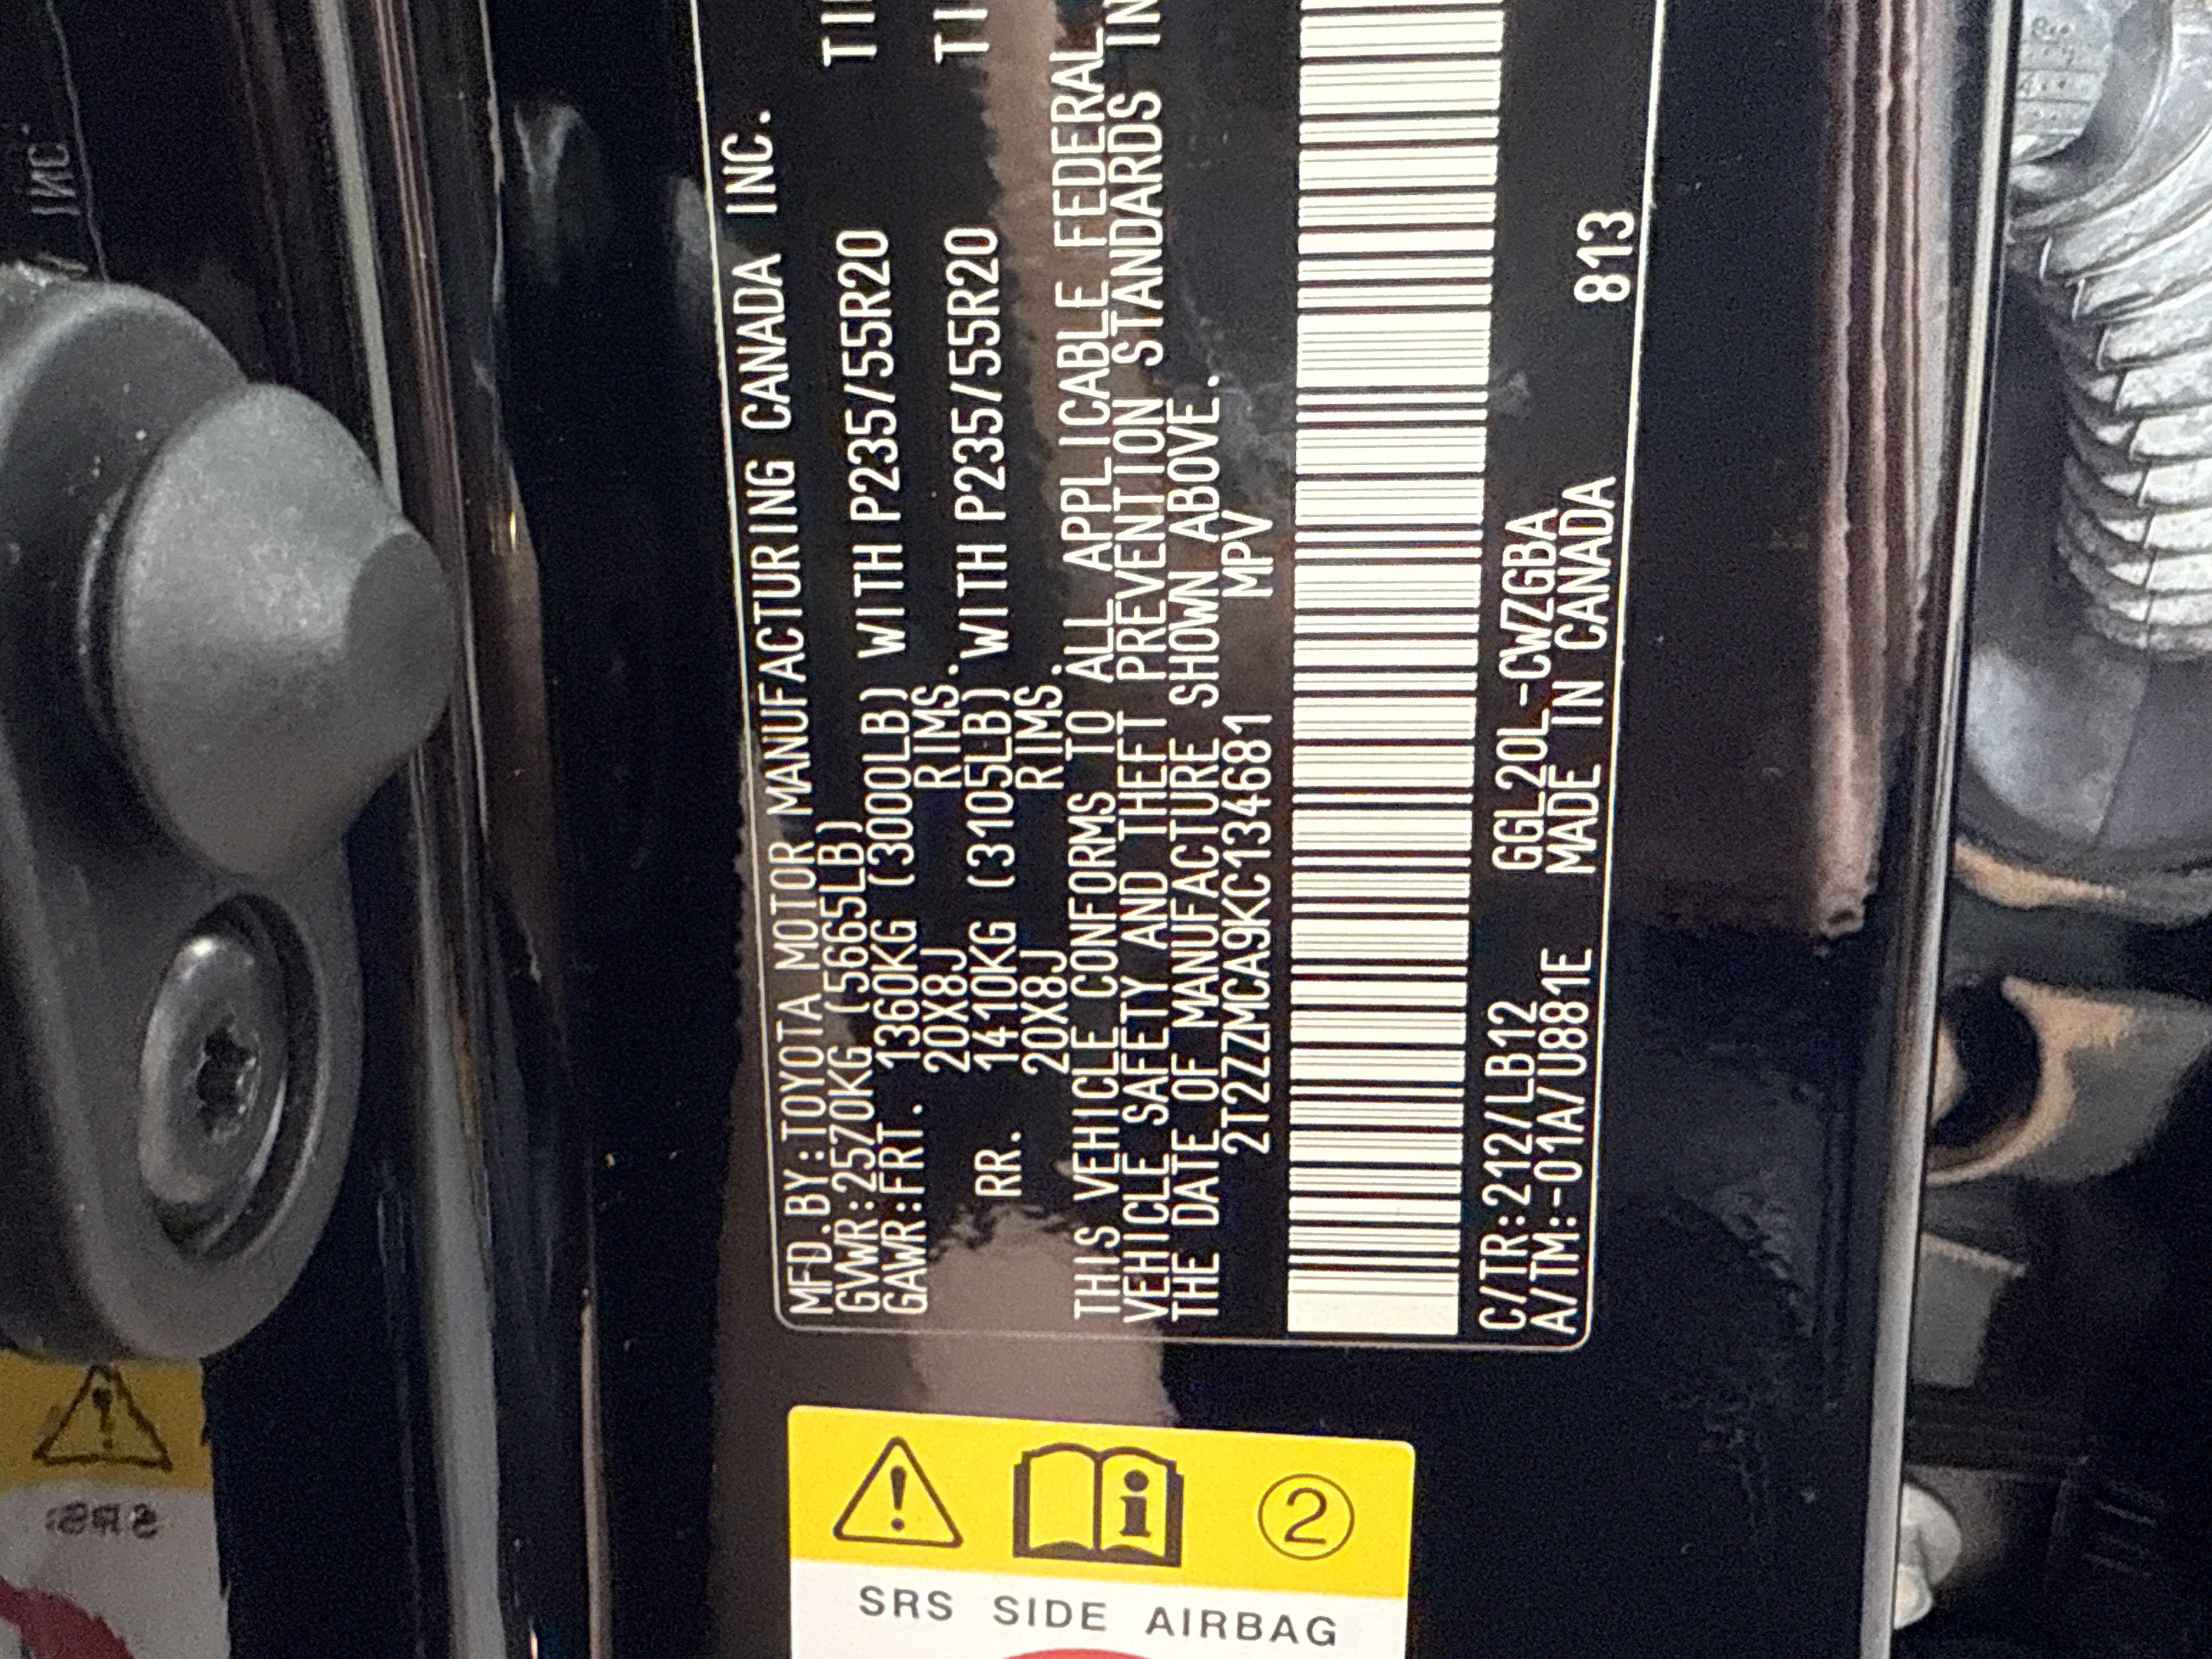 MFD.BY:TOYOTA MOTOR MANUFACTURING CANADA INC.
GVWR:2570KG (5665LB)
GAWR:FRT. 1360KG (3000LB) WITH P235/55R20
20X8J RIMS.
RR. 1410KG (3105LB) WITH P235/55R20
20X8J RIMS.
THIS VEHICLE CONFORMS TO ALL APPLICABLE FEDERAL
VEHICLE SAFETY AND THEFT PREVENTION STANDARDS IN
THE DATE OF MANUFACTURE SHOWN ABOVE.
2T2ZZMCA9KC134681 MPV
C/TR:212/LB12 GGL20L-CWZGBA
A/TM:-01A/U881E MADE IN CANADA 813
2
SRS SIDE AIRBAG